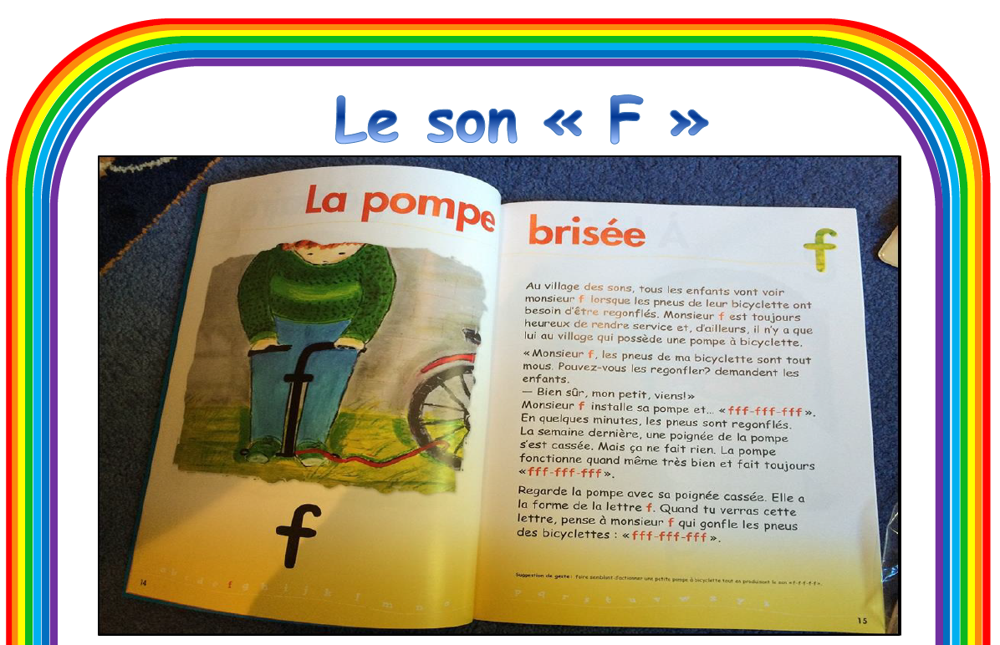 Le son « F »
La pompe
brisée
f
Au village des sons, tous les enfants vont voir
monsieur f lorsque les pneus de leur bicyclette ont
besoin d'être regonflés. Monsieur f est toujours
heureux de rendre service et, d'ailleurs, il n'y a que
lui au village qui possède une pompe à bicyclette.
« Monsieur f, les pneus de ma bicyclette sont tout
mous. Pouvez-vous les regonfler? demandent les
enfants.
— Bien sûr, mon petit, viens! »
Monsieur f installe sa pompe et... « fff-fff-fff ».
En quelques minutes, les pneus sont regonflés.
La semaine dernière, une poignée de la pompe
s'est cassée. Mais ça ne fait rien. La pompe
fonctionne quand même très bien et fait toujours
« fff-fff-fff ».
Regarde la pompe avec sa poignée cassée. Elle a
la forme de la lettre f. Quand tu verras cette
lettre, pense à monsieur f qui gonfle les pneus
des bicyclettes : « fff-fff-fff ».
f
Suggestion de geste : faire semblant d'actionner une petite pompe à bicyclette tout en produisant le son «f-f-f-f-f».
a b c d e f g h i j k l m n o
p q r s t u v w x y z
14
15